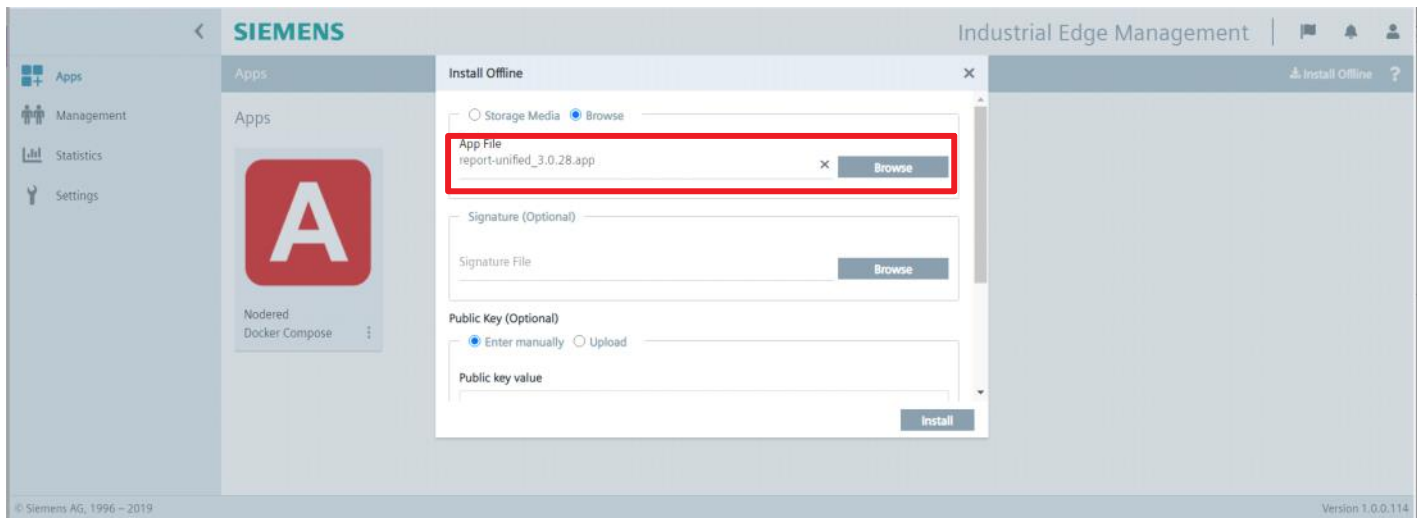 SIEMENS
Industrial Edge Management
Apps
Management
Statistics
Settings
Apps
Install Offline
?
Apps
A
Nodered
Docker Compose
Install Offline
Storage Media Browse
App File
report-unified_3.0.28.app
Browse
Signature (Optional)
Signature File
Browse
Public Key (Optional)
Enter manually Upload
Public key value
Install
© Siemens AG, 1996 – 2019
Version 1.0.0.114